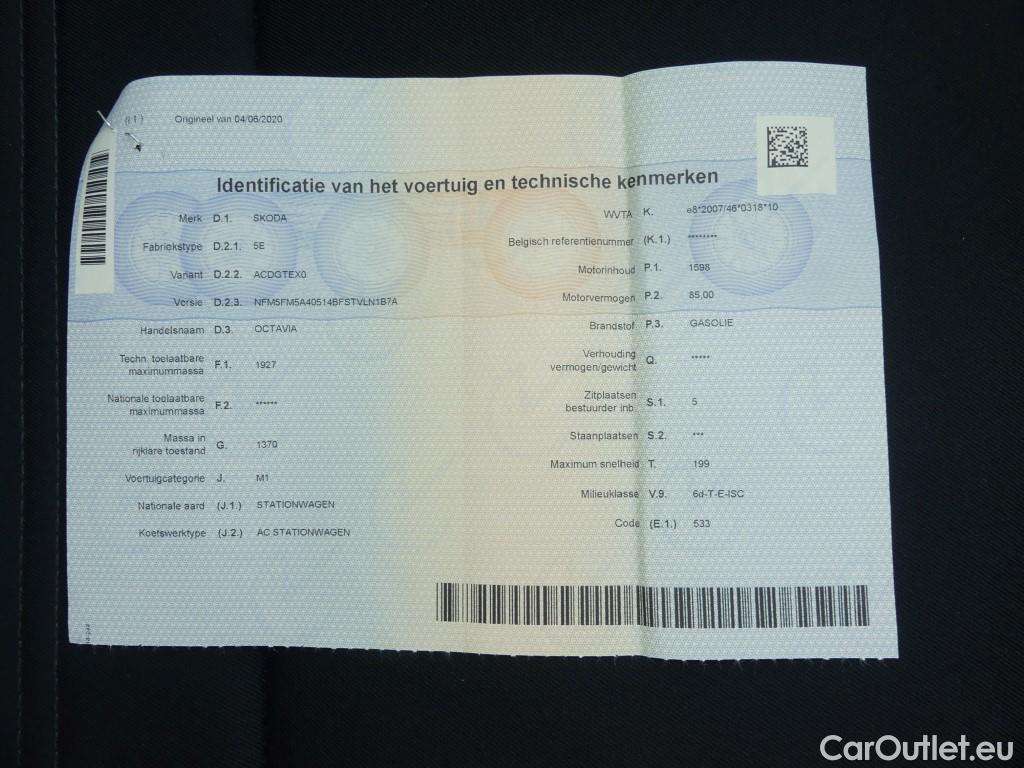 (I.1) Origineel van 04/06/2020
Identificatie van het voertuig en technische kenmerken
Merk D.1. SKODA
Fabriekstype D.2.1. 5E
Variant D.2.2. ACDGTEX0
Versie D.2.3. NFM5FM5A40514BFSTVLN1B7A
Handelsnaam D.3. OCTAVIA
Techn. toelaatbare
maximummassa F.1. 1927
Nationale toelaatbare
maximummassa F.2. ******
Massa in
rijklare toestand G. 1370
Voertuigcategorie J. M1
Nationale aard (J.1.) STATIONWAGEN
Koetswerktype (J.2.) AC STATIONWAGEN
WVTA K. e8*2007/46*0318*10
Belgisch referentienummer (K.1.) ********
Motorinhoud P.1. 1598
Motorvermogen P.2. 85,00
Brandstof P.3. GASOLIE
Verhouding
vermogen/gewicht Q. *****
Zitplaatsen
bestuurder inb. S.1. 5
Staanplaatsen S.2. ***
Maximum snelheid T. 199
Milieuklasse V.9. 6d-T-E-ISC
Code (E.1.) 533
CarOutlet.eu